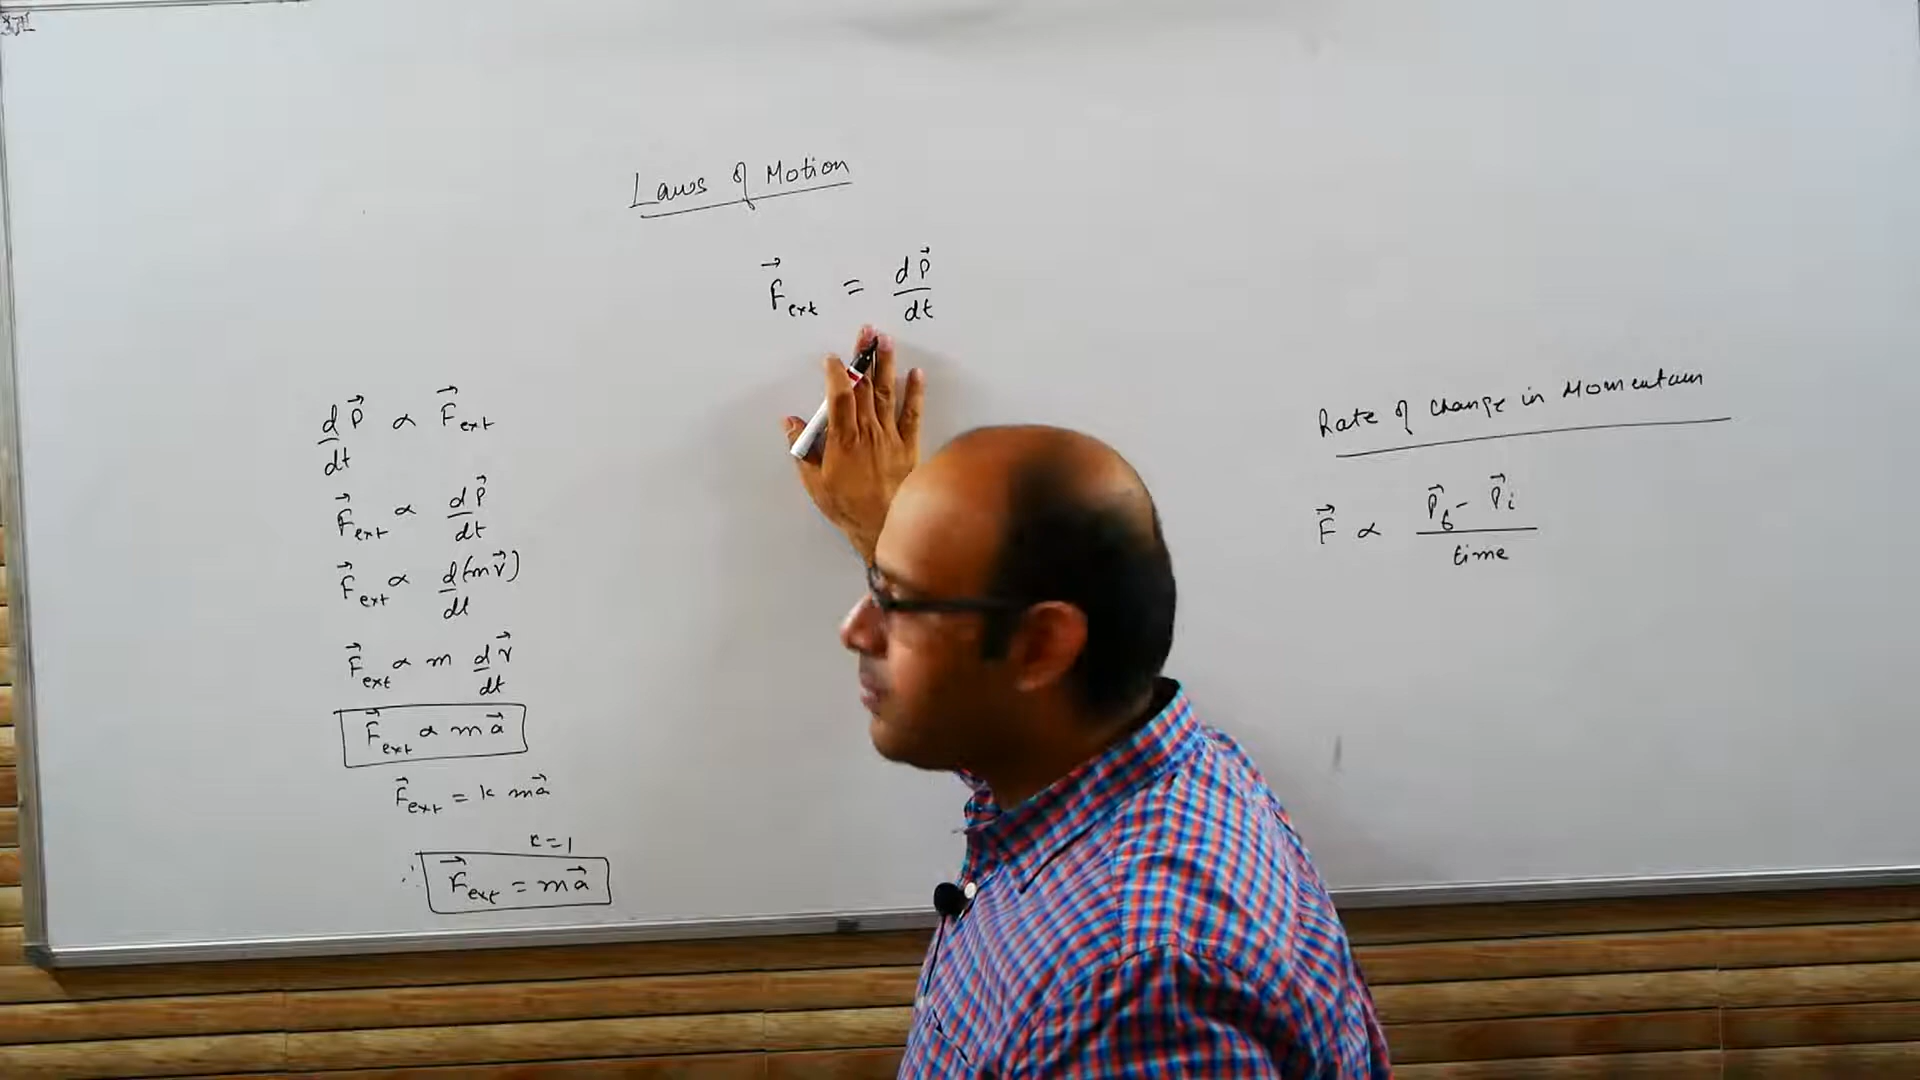 Laws of Motion
F⃗ext = dP⃗/dt
d/dt P⃗ ∝ F⃗ext
F⃗ext ∝ dP⃗/dt
F⃗ext ∝ d(mv⃗)/dt
F⃗ext ∝ m dv⃗/dt
F⃗ext ∝ ma⃗
F⃗ext = k ma⃗
k=1
∴ F⃗ext = ma⃗
Rate of change in Momentum
F⃗ ∝ (P⃗f - P⃗i)/time